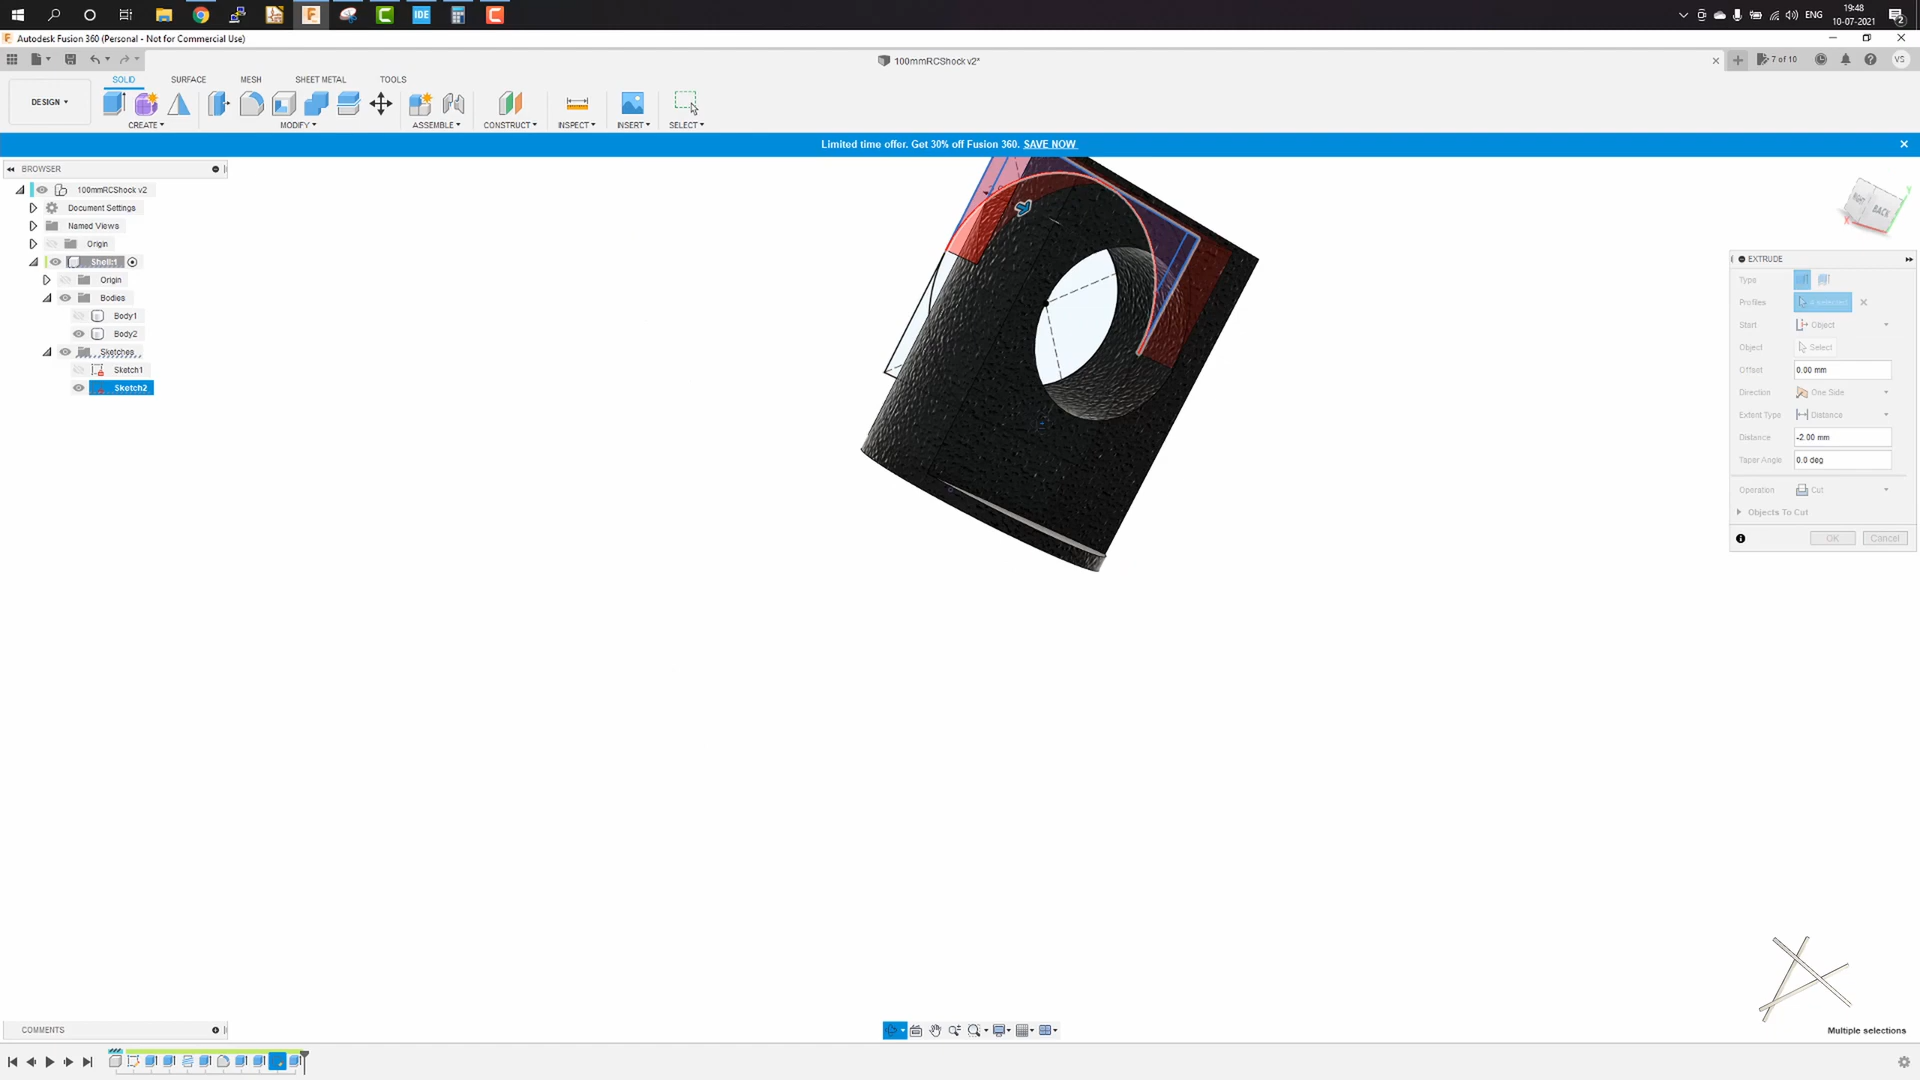 ENG
19:48
10-07-2021
Autodesk Fusion 360 (Personal - Not for Commercial Use)
100mmRCShock v2*
7 of 10
VS
DESIGN
SOLID
SURFACE
MESH
SHEET METAL
TOOLS
CREATE
MODIFY
ASSEMBLE
CONSTRUCT
INSPECT
INSERT
SELECT
Limited time offer. Get 30% off Fusion 360. SAVE NOW
BROWSER
100mmRCShock v2
Document Settings
Named Views
Origin
Shell:1
Origin
Bodies
Body1
Body2
Sketches
Sketch1
Sketch2
BACK
EXTRUDE
Type
Profiles
4 selected
Start
Object
Object
Select
Offset
0.00 mm
Direction
One Side
Extent Type
Distance
Distance
-2.00 mm
Taper Angle
0.0 deg
Operation
Cut
Objects To Cut
OK
Cancel
Multiple selections
COMMENTS